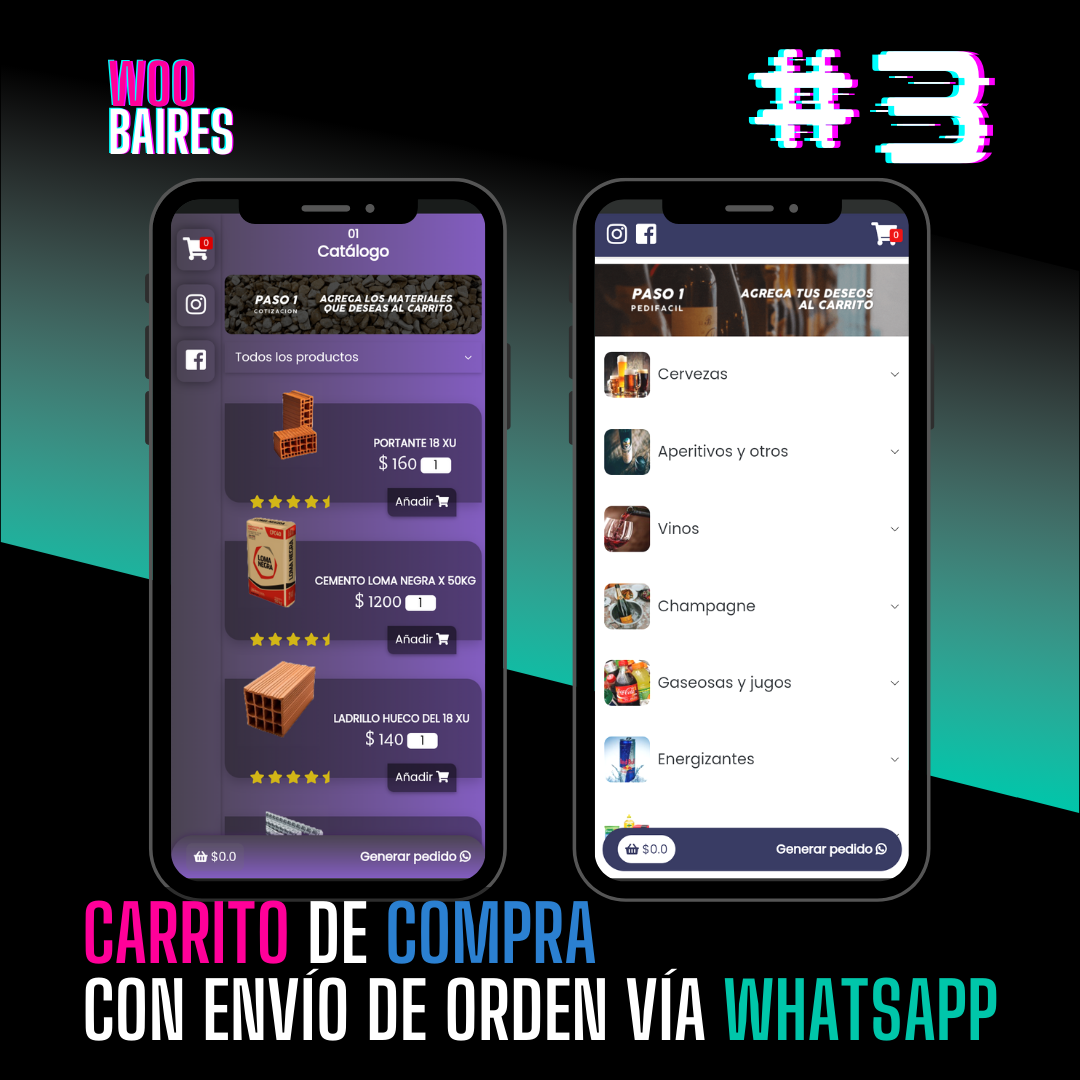 WOO
BAIRES
#3
0
01
Catálogo
PASO 1
COTIZACION
AGREGA LOS MATERIALES
QUE DESEAS AL CARRITO
Todos los productos
PORTANTE 18 XU
$ 160 1
Añadir
LOMA
NEGRA
CEMENTO LOMA NEGRA X 50KG
$ 1200 1
Añadir
LADRILLO HUECO DEL 18 XU
$ 140 1
Añadir
$0.0 Generar pedido
0
PASO 1
PEDIFACIL
AGREGA TUS DESEOS
AL CARRITO
Cervezas
Aperitivos y otros
Vinos
Champagne
Gaseosas y jugos
Energizantes
$0.0 Generar pedido
CARRITO DE COMPRA
CON ENVÍO DE ORDEN VÍA WHATSAPP